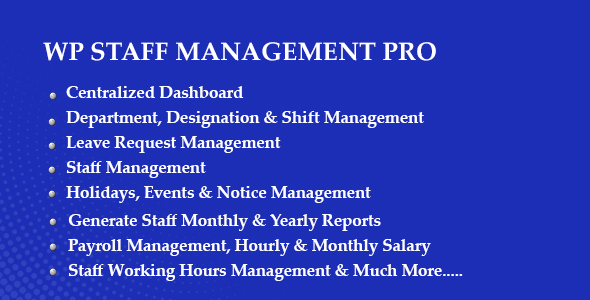 WP STAFF MANAGEMENT PRO
Centralized Dashboard
Department, Designation & Shift Management
Leave Request Management
Staff Management
Holidays, Events & Notice Management
Generate Staff Monthly & Yearly Reports
Payroll Management, Hourly & Monthly Salary
Staff Working Hours Management & Much More.....